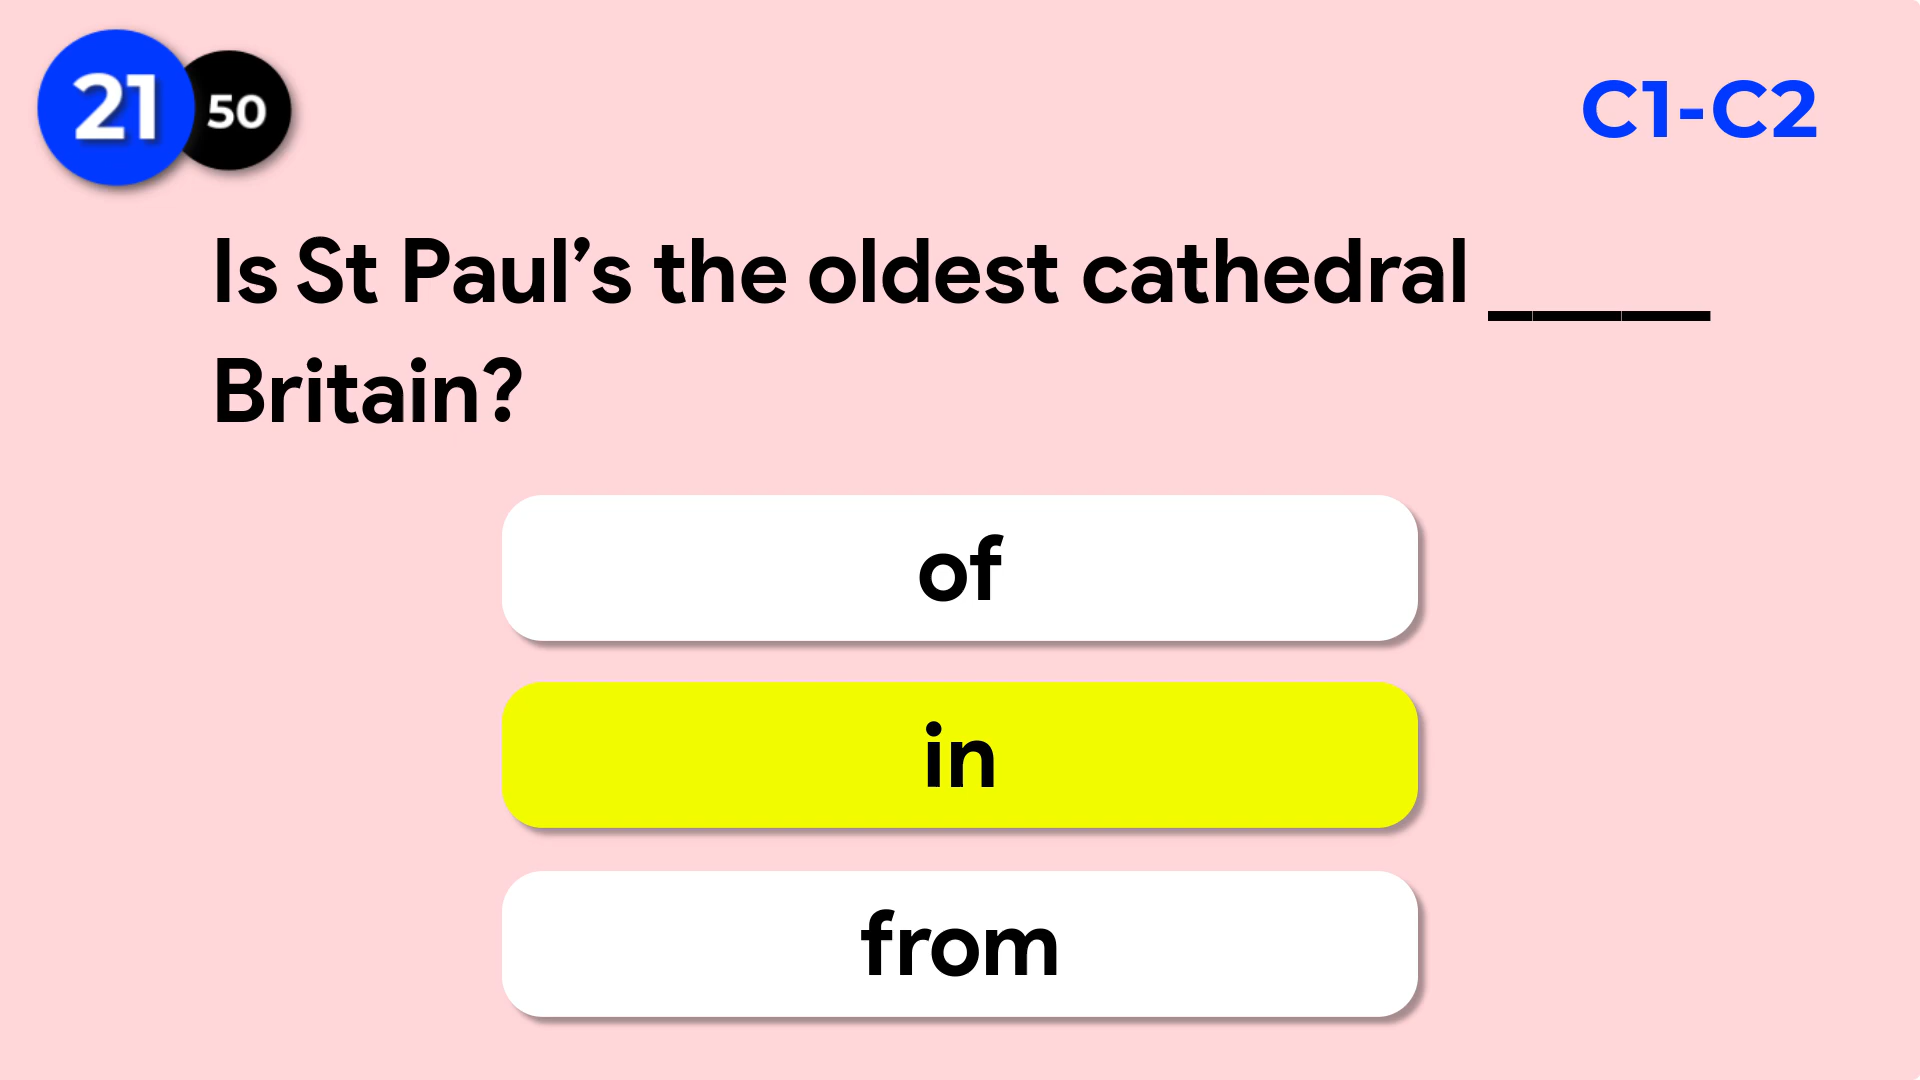 21 50
C1-C2
Is St Paul’s the oldest cathedral _____
Britain?
of
in
from